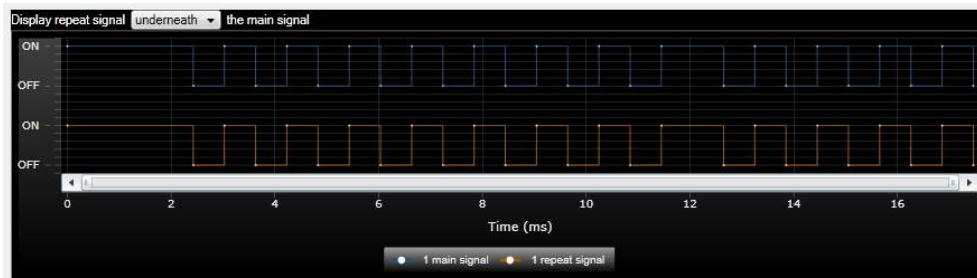 Display repeat signal underneath the main signal
ON
OFF
ON
OFF
0 2 4 6 8 10 12 14 16
Time (ms)
1 main signal 1 repeat signal